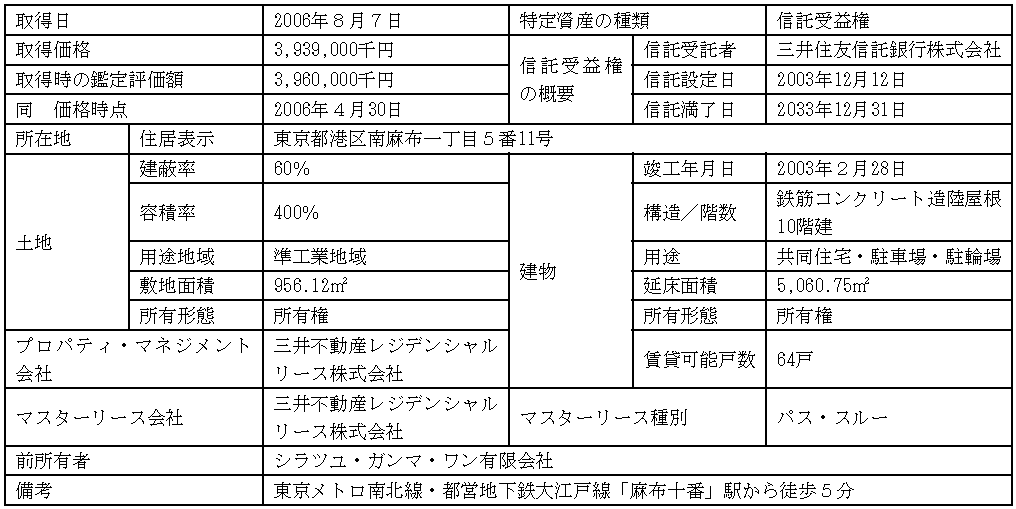 取得日 2006年８月７日 特定資産の種類 信託受益権
取得価格 3,939,000千円 信託受益権の概要 信託受託者 三井住友信託銀行株式会社
取得時の鑑定評価額 3,960,000千円 信託設定日 2003年12月12日
同　価格時点 2006年４月30日 信託満了日 2033年12月31日
所在地 住居表示 東京都港区南麻布一丁目５番11号
土地 建蔽率 60％ 建物 竣工年月日 2003年２月28日
容積率 400％ 構造／階数 鉄筋コンクリート造陸屋根
10階建
用途地域 準工業地域 用途 共同住宅・駐車場・駐輪場
敷地面積 956.12㎡ 延床面積 5,060.75㎡
所有形態 所有権 所有形態 所有権
プロパティ・マネジメント
会社 三井不動産レジデンシャル
リース株式会社 賃貸可能戸数 64戸
マスターリース会社 三井不動産レジデンシャル
リース株式会社 マスターリース種別 パス・スルー
前所有者 シラツユ・ガンマ・ワン有限会社
備考 東京メトロ南北線・都営地下鉄大江戸線「麻布十番」駅から徒歩５分